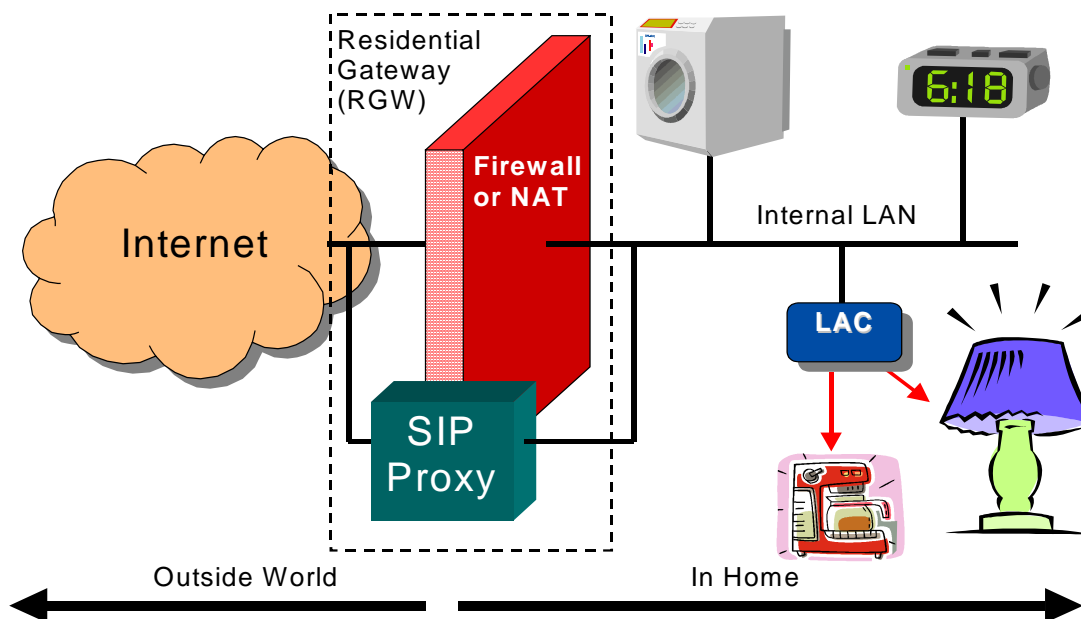 Residential
Gateway
(RGW)
Firewall
or NAT
6:18
Internet
Internal LAN
LAC
SIP
Proxy
Outside World
In Home